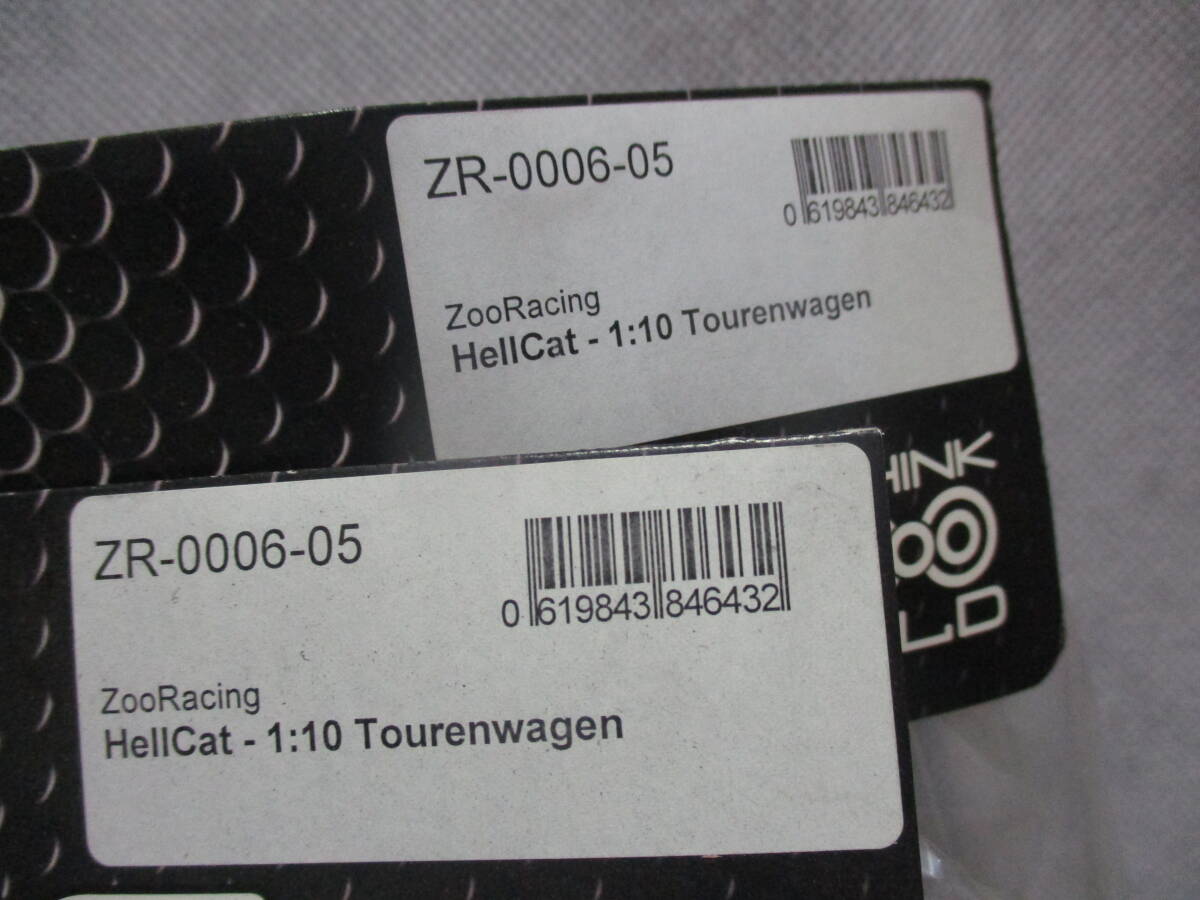 ZR-0006-05
0 619843 846432
ZooRacing
HellCat - 1:10 Tourenwagen
ZR-0006-05
0 619843 846432
ZooRacing
HellCat - 1:10 Tourenwagen